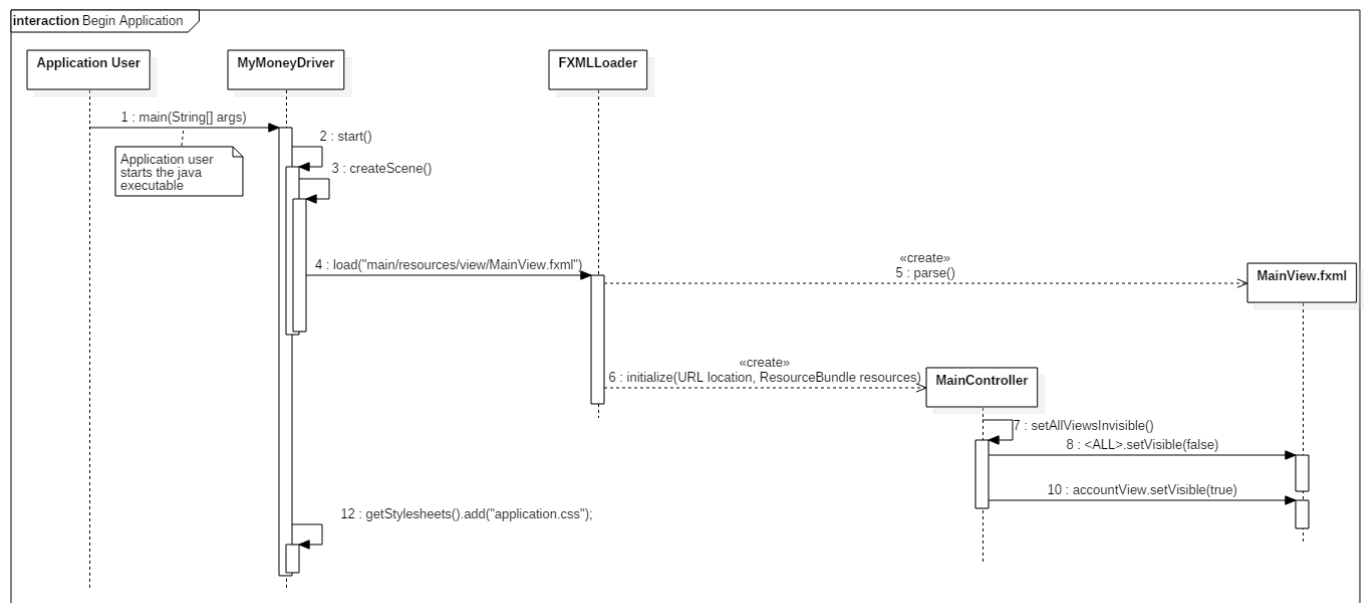 interaction Begin Application
Application User
MyMoneyDriver
FXMLLoader
1 : main(String[] args)
2 : start()
Application user
starts the java
executable
3 : createScene()
«create»
4 : load("main/resources/view/MainView.fxml")
5 : parse()
MainView.fxml
«create»
6 : initialize(URL location, ResourceBundle resources)
MainController
7 : setAllViewsInvisible()
8 : <ALL>.setVisible(false)
10 : accountView.setVisible(true)
12 : getStylesheets().add("application.css");